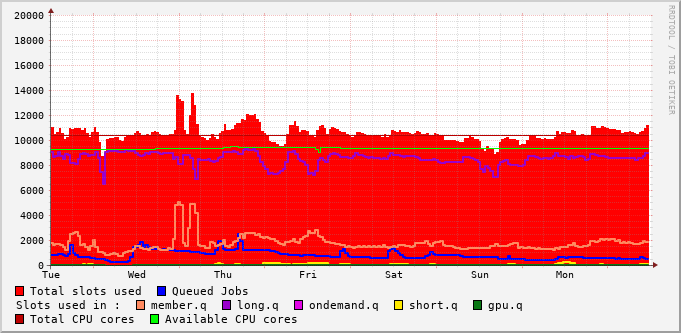 20000
18000
16000
14000
12000
10000
8000
6000
4000
2000
0
Tue Wed Thu Fri Sat Sun Mon
RRDTOOL / TOBI OETIKER
Total slots used Queued Jobs
Slots used in : member.q long.q ondemand.q short.q gpu.q
Total CPU cores Available CPU cores